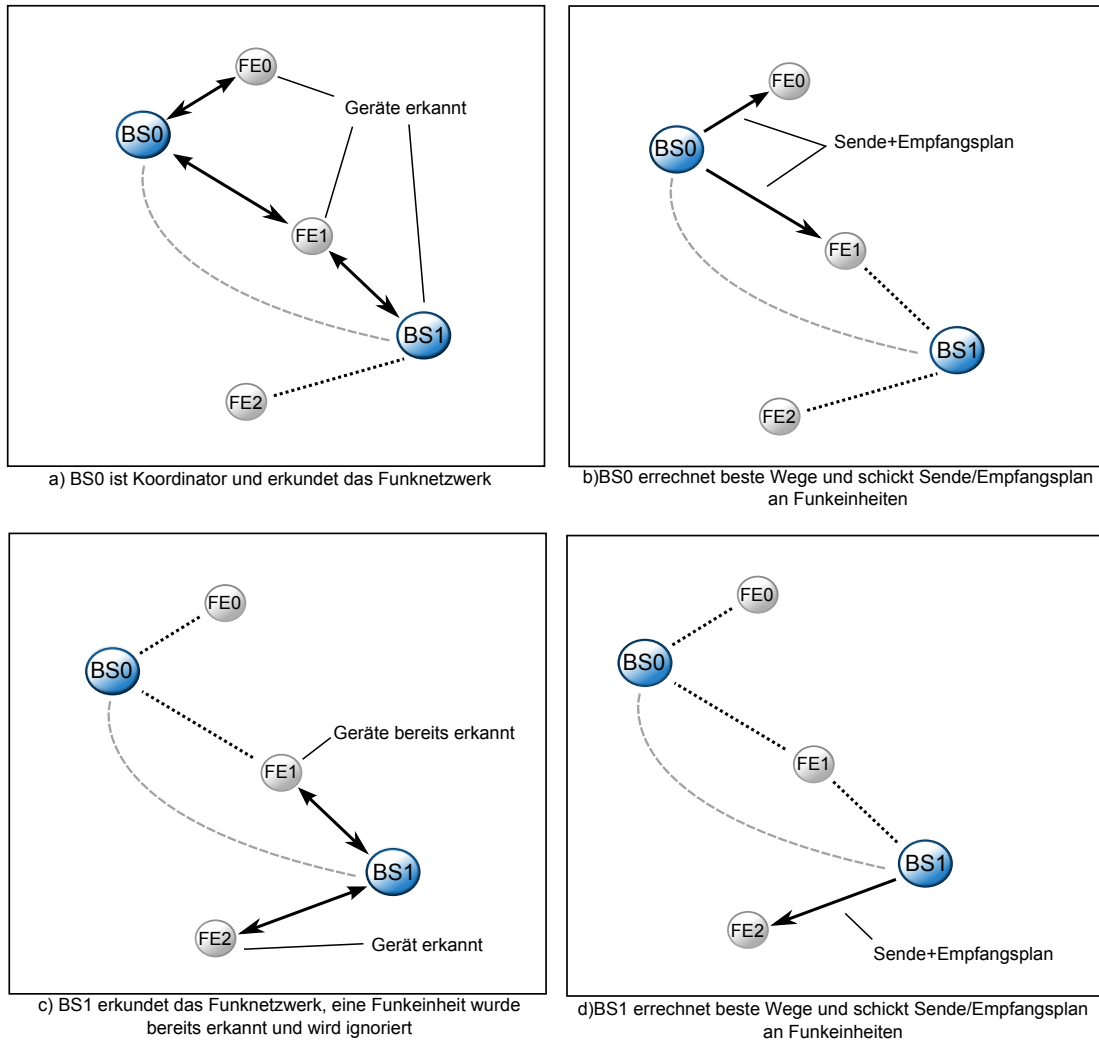 FE0
Geräte erkannt
BS0
FE1
BS1
FE2
a) BS0 ist Koordinator und erkundet das Funknetzwerk
FE0
BS0
Sende+Empfangsplan
FE1
BS1
FE2
b)BS0 errechnet beste Wege und schickt Sende/Empfangsplan
an Funkeinheiten
FE0
BS0
Geräte bereits erkannt
FE1
BS1
FE2
Gerät erkannt
c) BS1 erkundet das Funknetzwerk, eine Funkeinheit wurde
bereits erkannt und wird ignoriert
FE0
BS0
FE1
BS1
FE2
Sende+Empfangsplan
d)BS1 errechnet beste Wege und schickt Sende/Empfangsplan
an Funkeinheiten